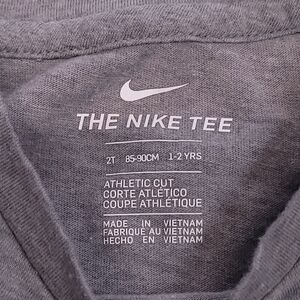 THE NIKE TEE
2T 85-90CM 1-2 YRS
ATHLETIC CUT
CORTE ATLÉTICO
COUPE ATHLÉTIQUE
MADE IN VIETNAM
FABRIQUÉ AU VIETNAM
HECHO EN VIETNAM